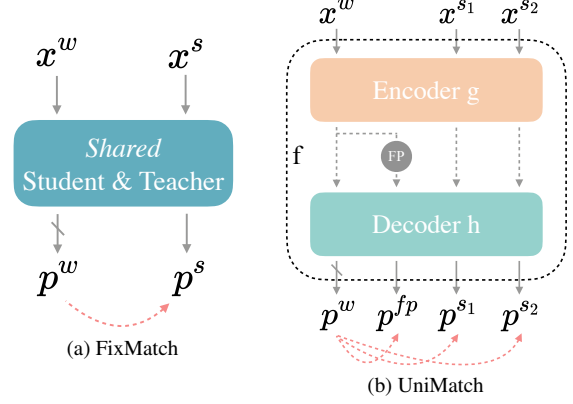 x^w x^s
Shared
Student & Teacher
p^w p^s
(a) FixMatch
x^w x^{s_1} x^{s_2}
Encoder g
f
FP
Decoder h
p^w p^{fp} p^{s_1} p^{s_2}
(b) UniMatch